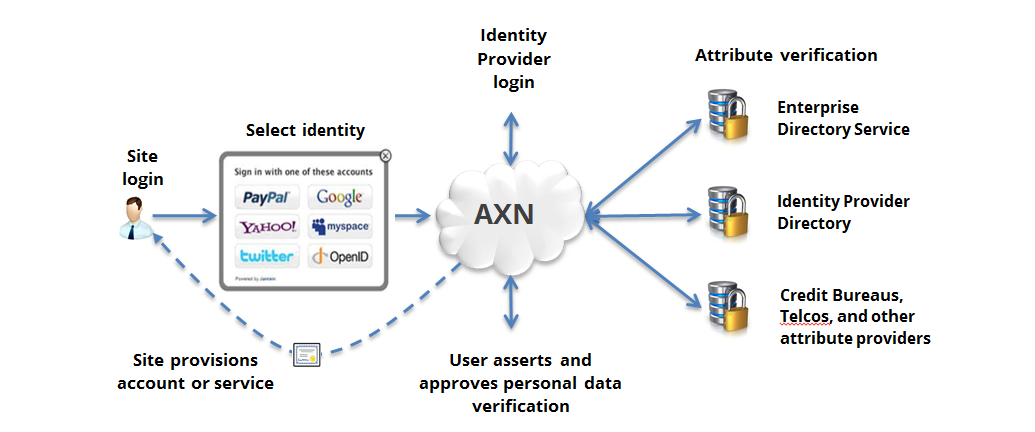 Identity
Provider
login
Attribute verification
Enterprise
Directory Service
Select identity
Site
login
Sign in with one of these accounts
PayPal
Google
YAHOO!
myspace
twitter
OpenID
Powered by Janrain
AXN
Identity Provider
Directory
Credit Bureaus,
Telcos, and other
attribute providers
Site provisions
account or service
User asserts and
approves personal data
verification